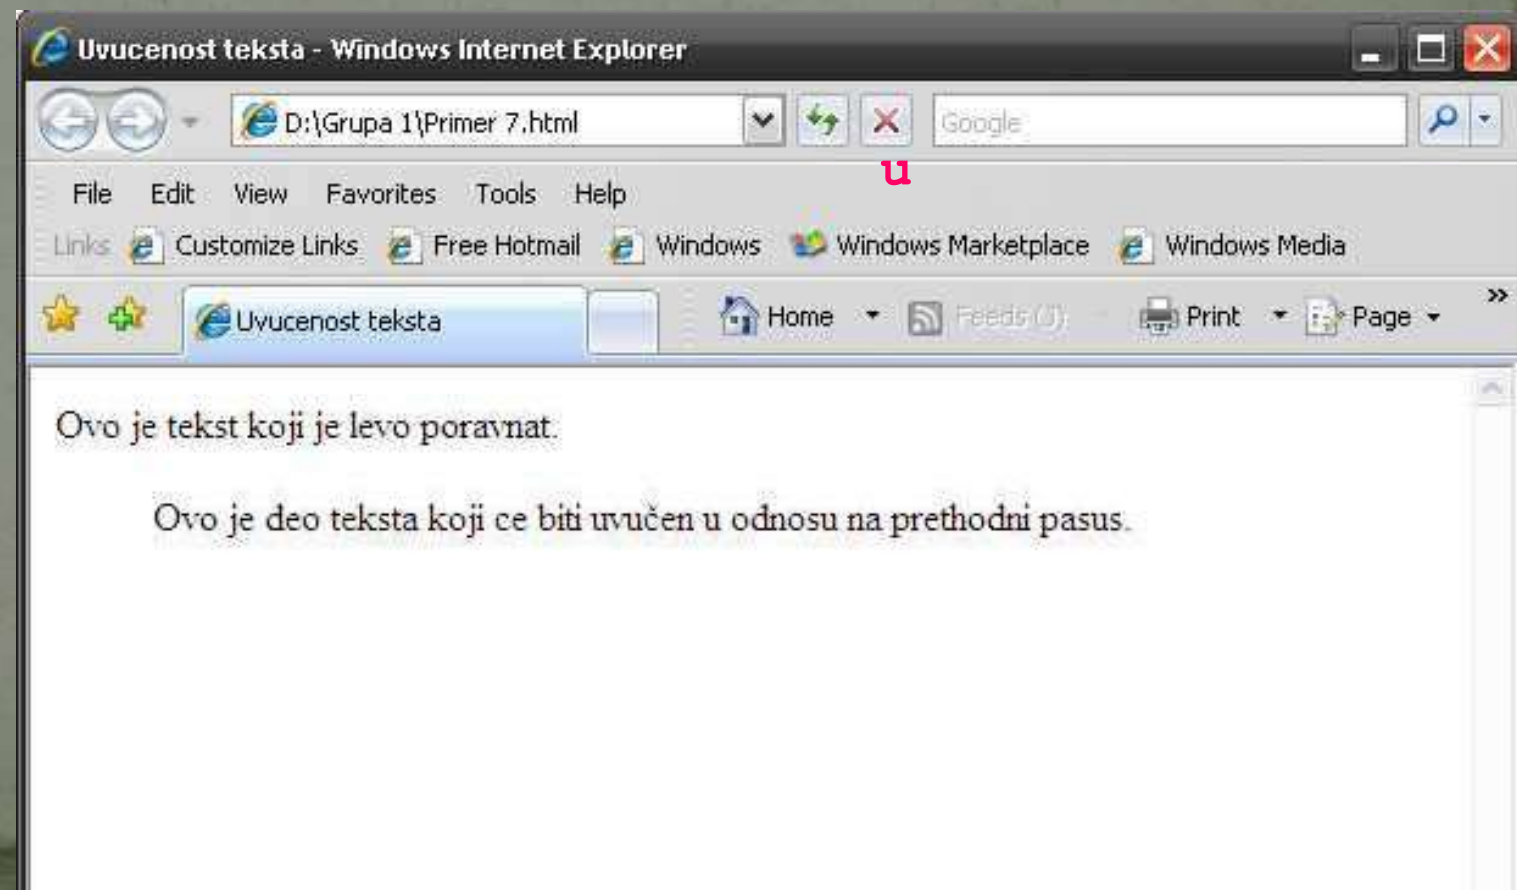 Uvucenost teksta - Windows Internet Explorer
D:\Grupa 1\Primer 7.html Google
u
File Edit View Favorites Tools Help
Links Customize Links Free Hotmail Windows Windows Marketplace Windows Media
Uvucenost teksta Home Feeds (J) Print Page »
Ovo je tekst koji je levo poravnat.
Ovo je deo teksta koji ce biti uvučen u odnosu na prethodni pasus.